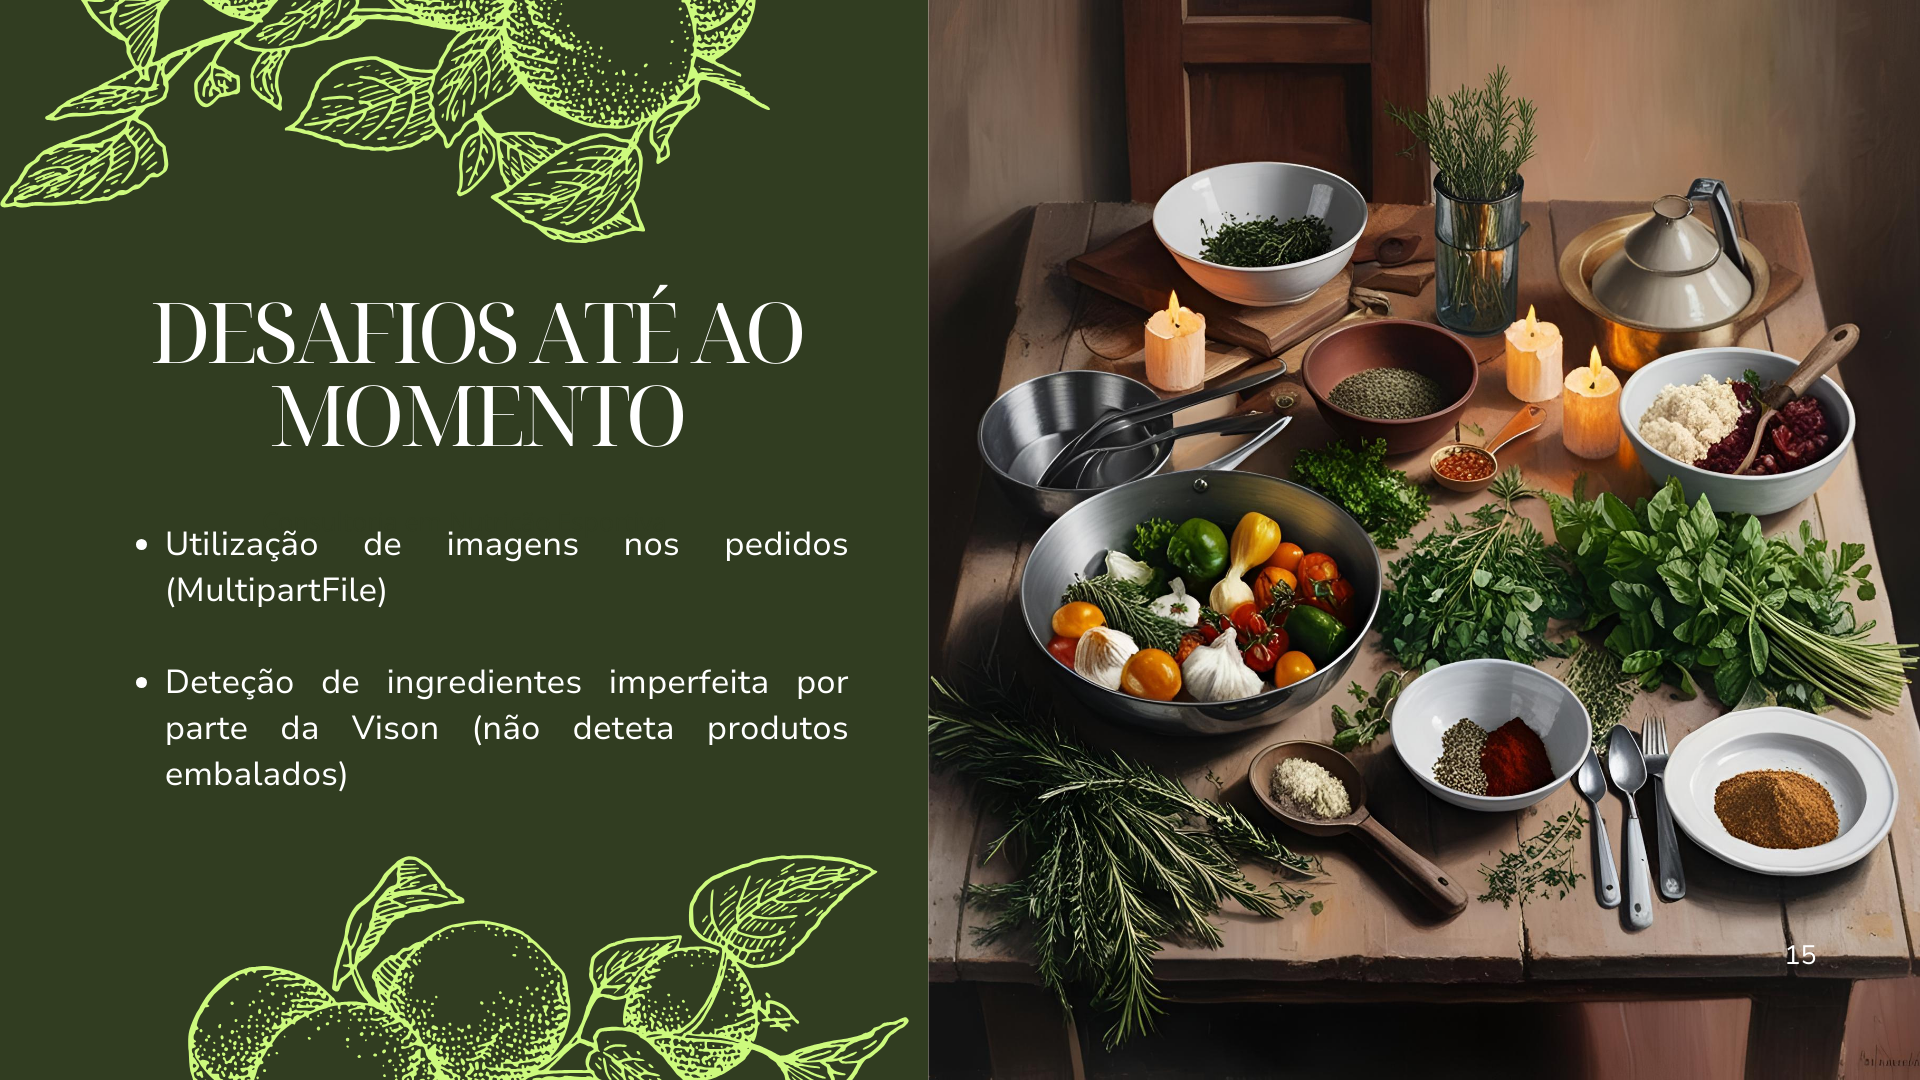 DESAFIOS ATÉ AO
MOMENTO
• Utilização de imagens nos pedidos
(MultipartFile)
• Deteção de ingredientes imperfeita por
parte da Vison (não deteta produtos
embalados)
15